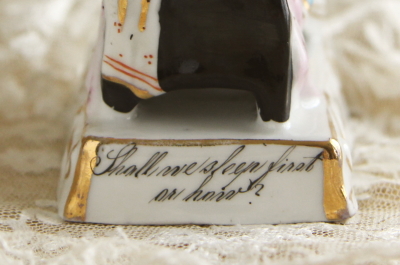 Shall we sleep first
or how?